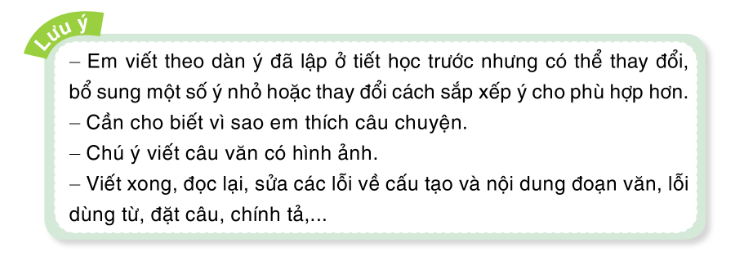 Lưu ý
– Em viết theo dàn ý đã lập ở tiết học trước nhưng có thể thay đổi,
bổ sung một số ý nhỏ hoặc thay đổi cách sắp xếp ý cho phù hợp hơn.
– Cần cho biết vì sao em thích câu chuyện.
– Chú ý viết câu văn có hình ảnh.
– Viết xong, đọc lại, sửa các lỗi về cấu tạo và nội dung đoạn văn, lỗi
dùng từ, đặt câu, chính tả,...